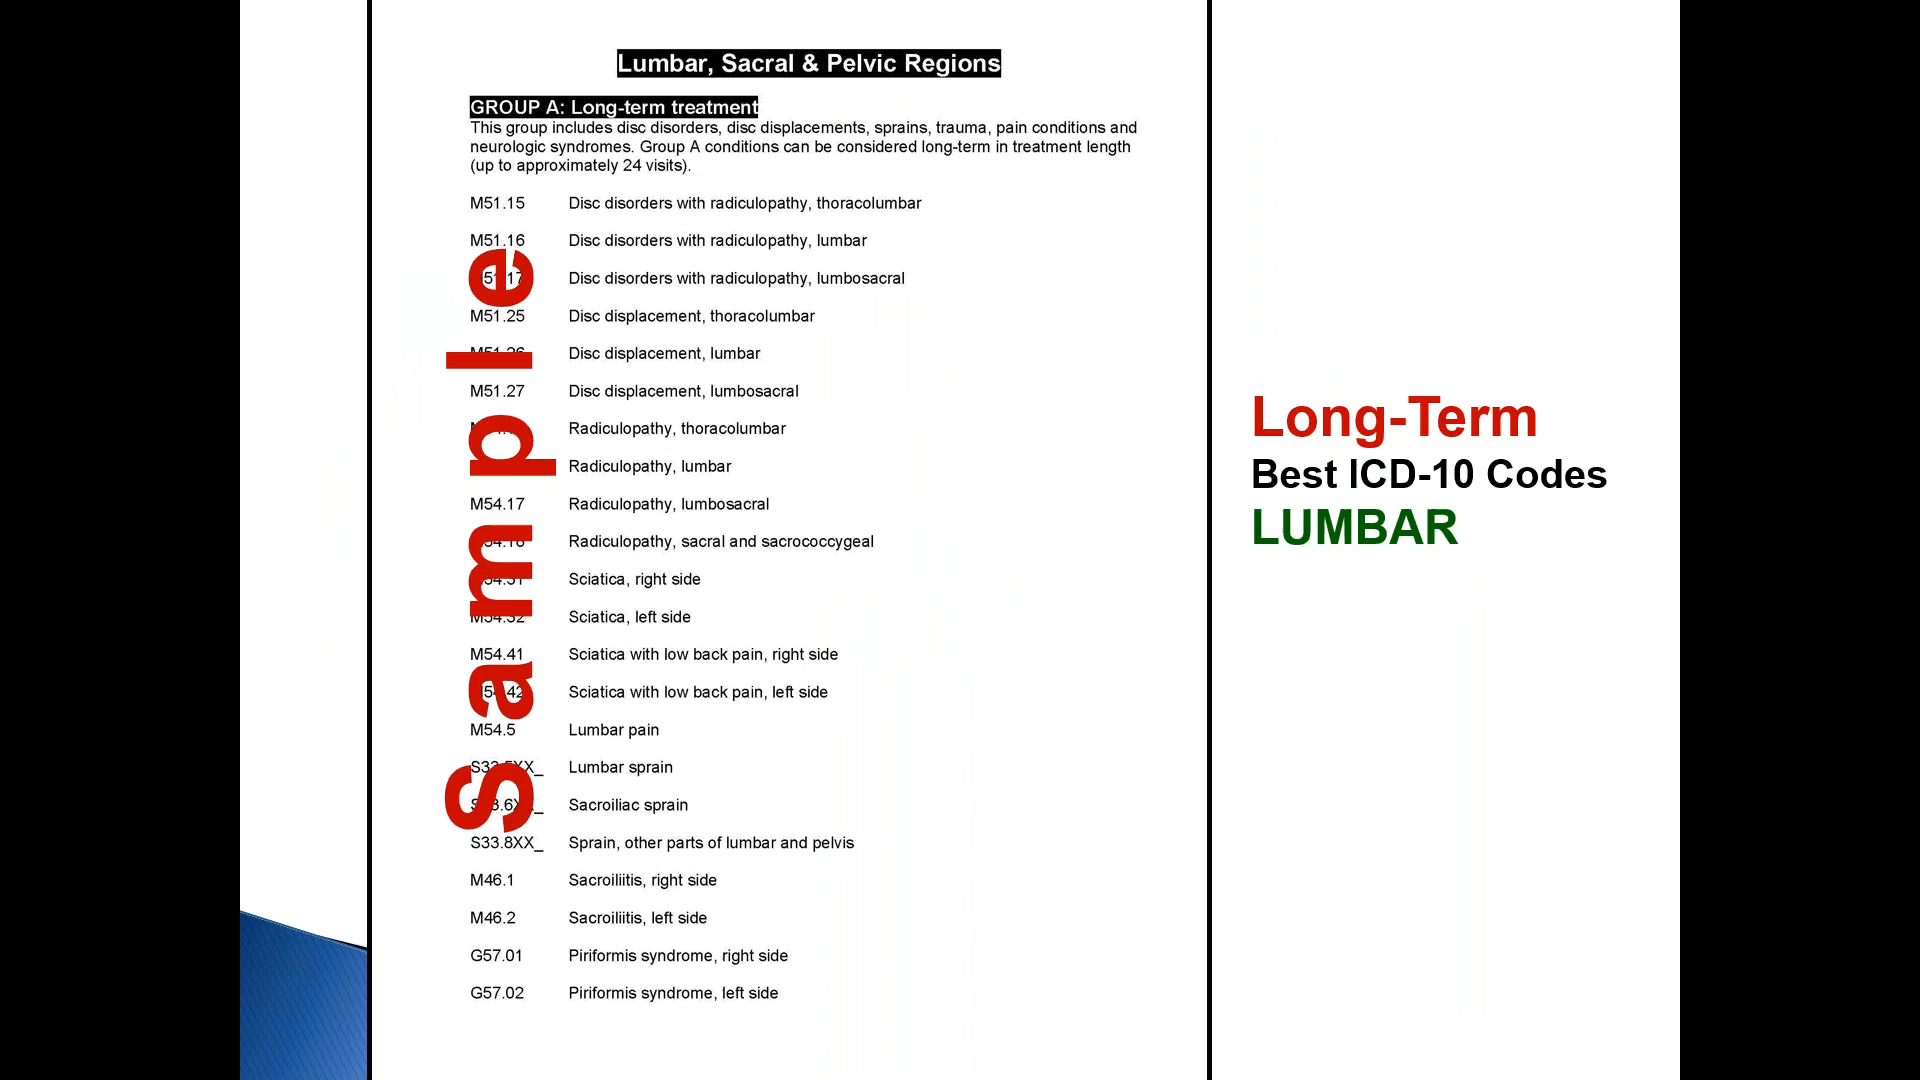 Lumbar, Sacral & Pelvic Regions
GROUP A: Long-term treatment
This group includes disc disorders, disc displacements, sprains, trauma, pain conditions and
neurologic syndromes. Group A conditions can be considered long-term in treatment length
(up to approximately 24 visits).
M51.15 Disc disorders with radiculopathy, thoracolumbar
M51.16 Disc disorders with radiculopathy, lumbar
Disc disorders with radiculopathy, lumbosacral
M51.25 Disc displacement, thoracolumbar
M51.26 Disc displacement, lumbar
M51.27 Disc displacement, lumbosacral
Radiculopathy, thoracolumbar
Radiculopathy, lumbar
M54.17 Radiculopathy, lumbosacral
Radiculopathy, sacral and sacrococcygeal
Sciatica, right side
M54.32 Sciatica, left side
M54.41 Sciatica with low back pain, right side
Sciatica with low back pain, left side
M54.5 Lumbar pain
Lumbar sprain
Sacroiliac sprain
S33.8XX_ Sprain, other parts of lumbar and pelvis
M46.1 Sacroiliitis, right side
M46.2 Sacroiliitis, left side
G57.01 Piriformis syndrome, right side
G57.02 Piriformis syndrome, left side
Sample
Long-Term
Best ICD-10 Codes
LUMBAR